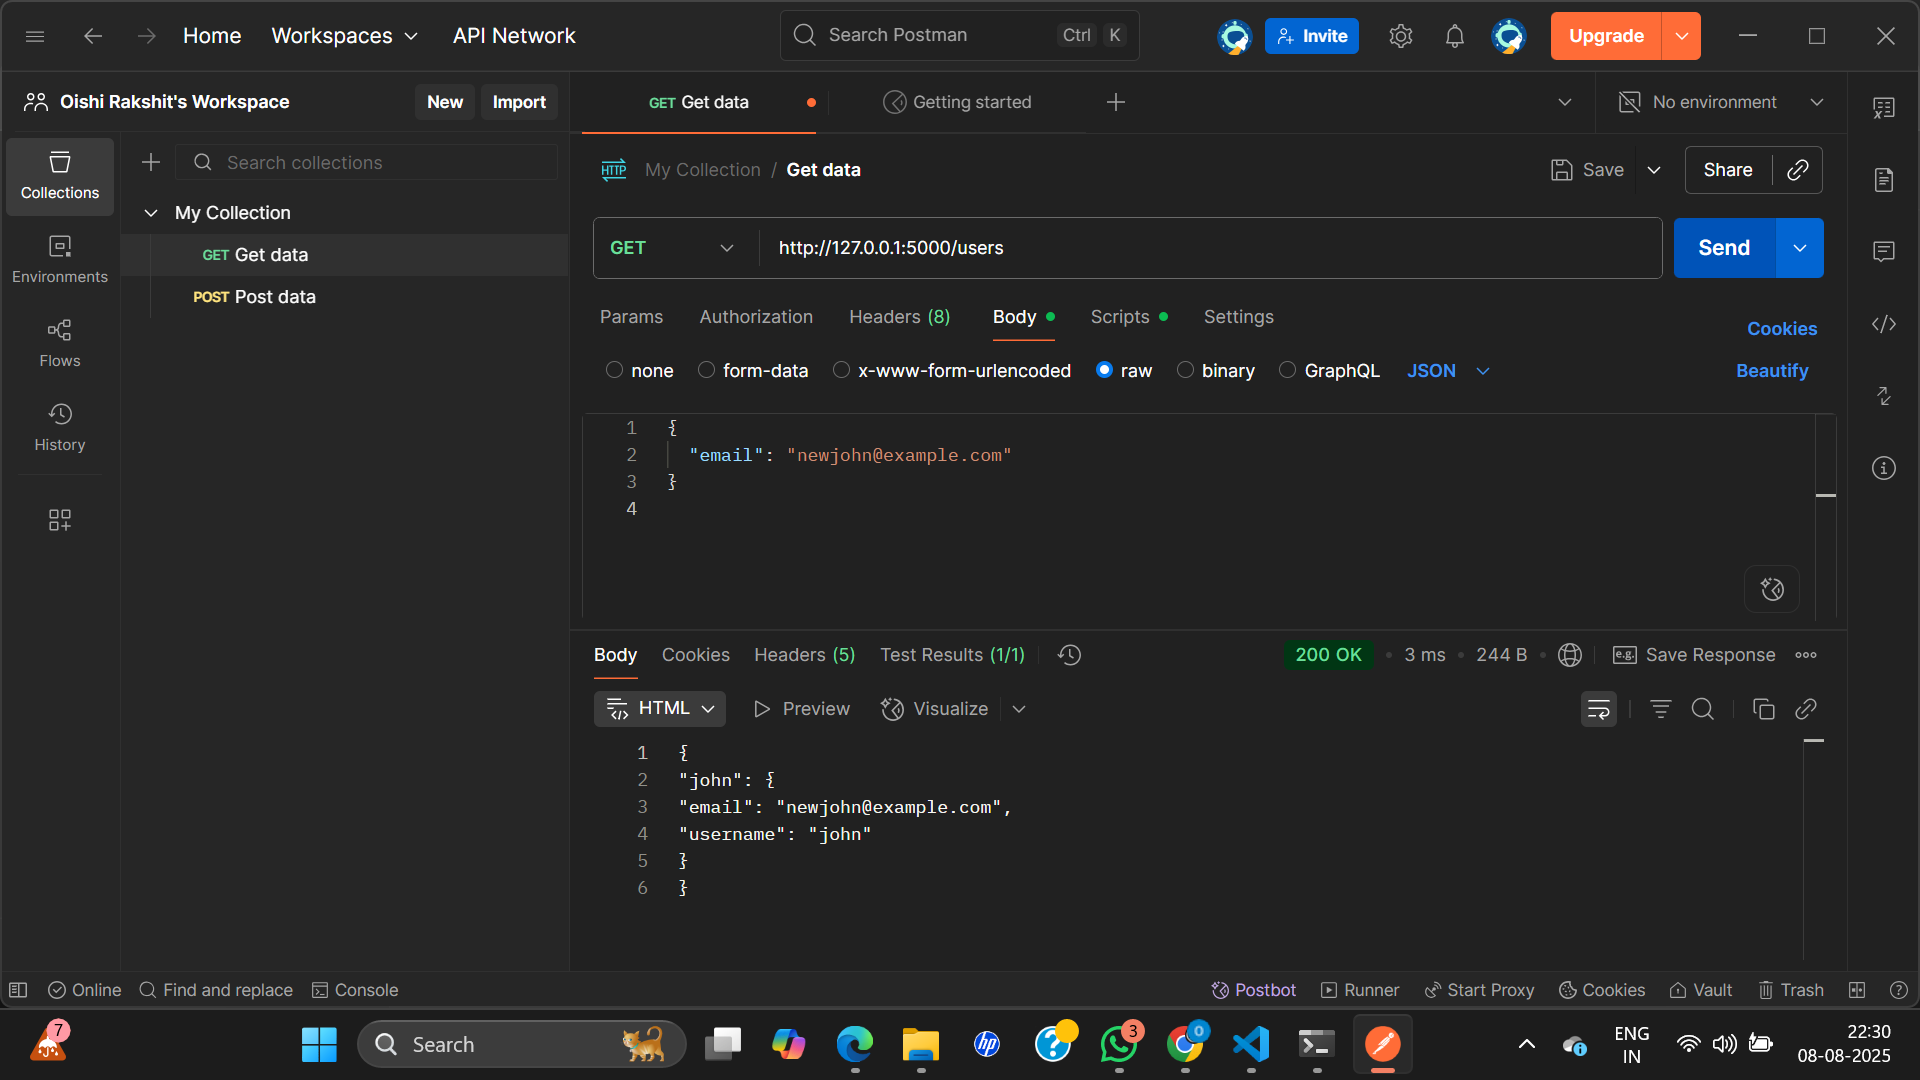 Home
Workspaces
API Network
Search Postman
Ctrl K
Invite
Upgrade
Oishi Rakshit's Workspace
New
Import
GET Get data
Getting started
No environment
Collections
Search collections
My Collection
GET Get data
POST Post data
Environments
Flows
History
HTTP
My Collection / Get data
Save
Share
GET
http://127.0.0.1:5000/users
Send
Params
Authorization
Headers (8)
Body
Scripts
Settings
Cookies
none
form-data
x-www-form-urlencoded
raw
binary
GraphQL
JSON
Beautify
1 {
2 "email": "newjohn@example.com"
3 }
4
Body
Cookies
Headers (5)
Test Results (1/1)
200 OK
3 ms
244 B
e.g. Save Response
HTML
Preview
Visualize
1 {
2 "john": {
3 "email": "newjohn@example.com",
4 "username": "john"
5 }
6 }
Online
Find and replace
Console
Postbot
Runner
Start Proxy
Cookies
Vault
Trash
7
Search
hp
3
0
ENG
IN
22:30
08-08-2025